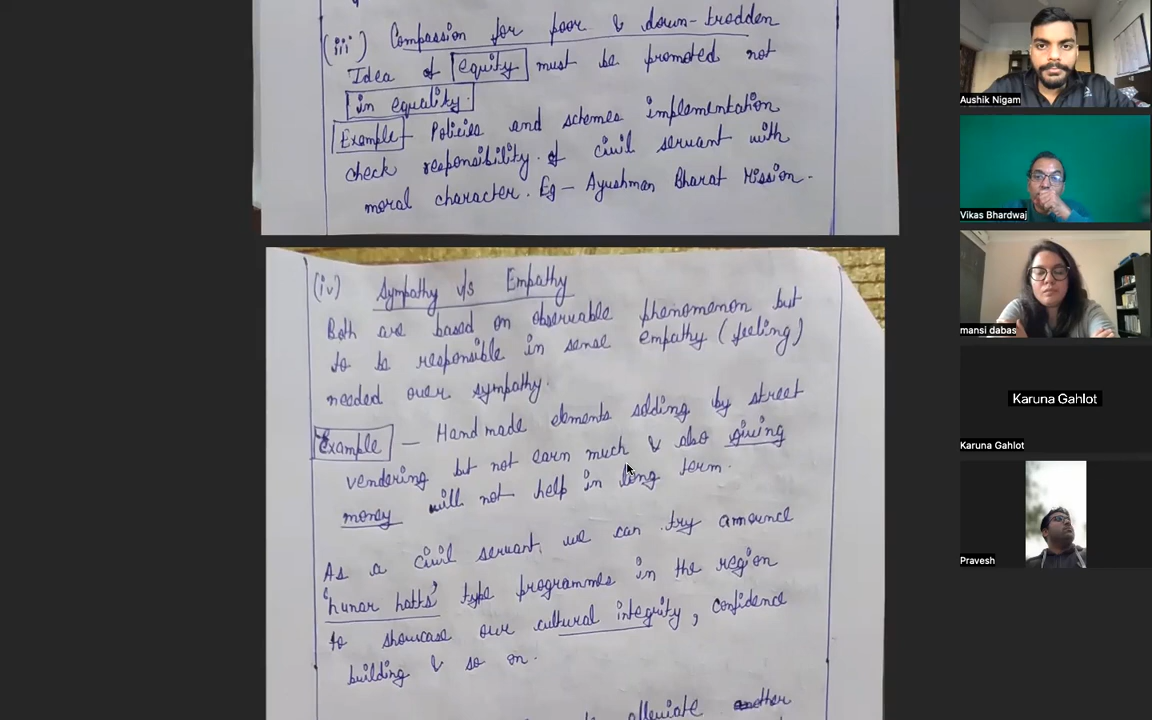 (iii) Compassion for poor & down-trodden
Idea of equity must be promoted not
in equality.
Example - Policies and schemes implementation
check responsibility of civil servant with
moral character. Eg - Ayushman Bharat Mission.
(iv) Sympathy v/s Empathy
Both are based on observable phenomenon but
to be responsible in sense empathy (feeling)
needed over sympathy.
Example - Handmade elements solding by street
vendering but not earn much & also giving
money will not help in long term.
As a civil servant, we can try announce
'hunar hatts' type programmes in the region
to showcase our cultural integrity, confidence
building & so on.
alleviate another
Aushik Nigam
Vikas Bhardwaj
mansi dabas
Karuna Gahlot
Karuna Gahlot
Pravesh